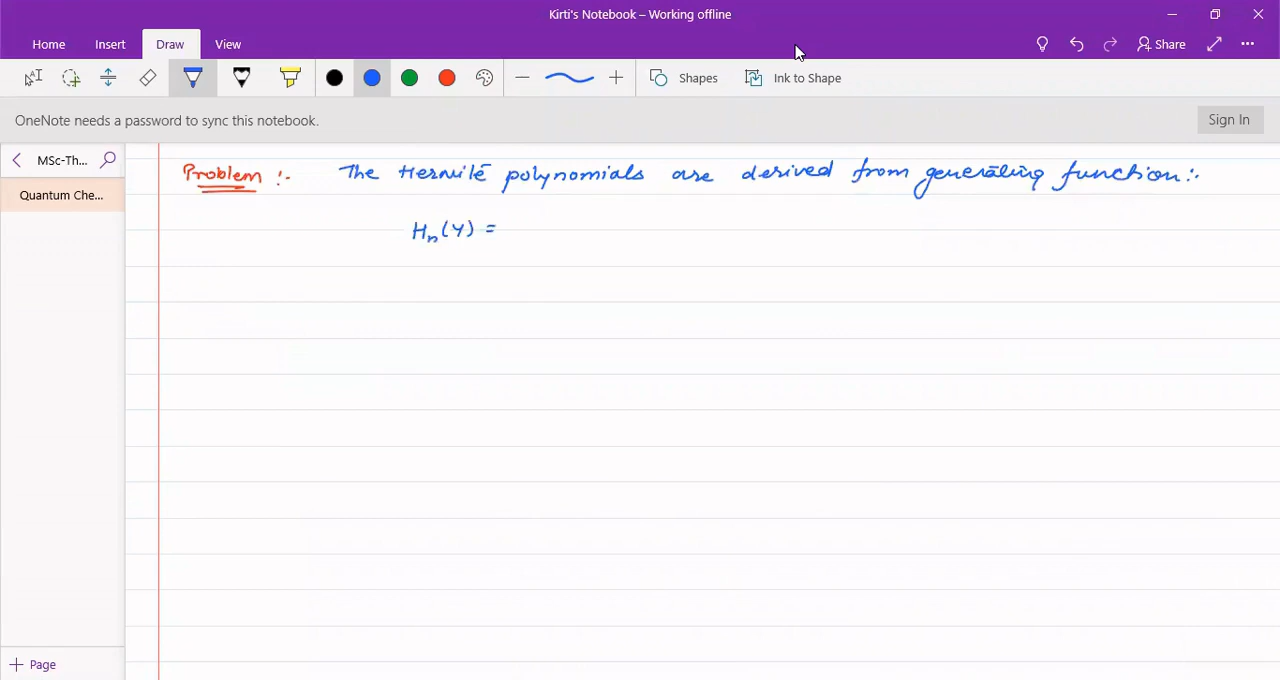 Kirti's Notebook – Working offline
Home Insert Draw View Share
Shapes Ink to Shape
OneNote needs a password to sync this notebook. Sign In
MSc-Th...
Quantum Che...
Problem :- The Hermite polynomials are derived from generating function:-
Hn(Y) =
+ Page